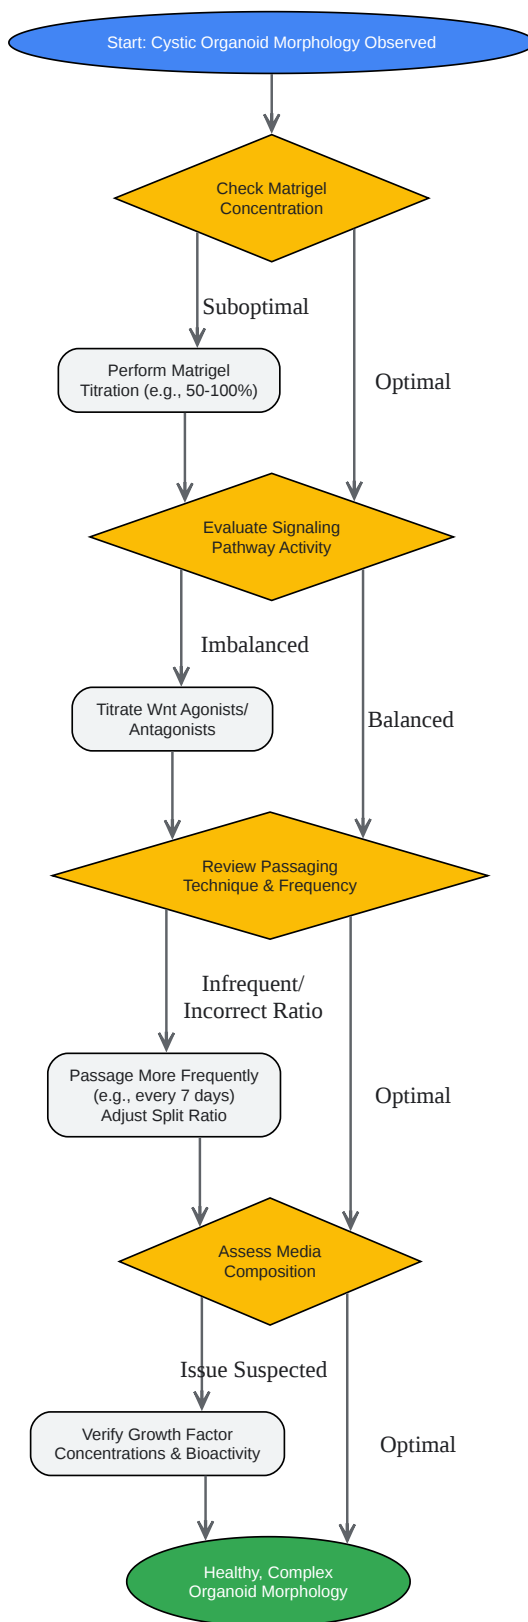 Start: Cystic Organoid Morphology Observed
Check Matrigel
Concentration
Suboptimal
Perform Matrigel
Titration (e.g., 50-100%)
Optimal
Evaluate Signaling
Pathway Activity
Imbalanced
Titrate Wnt Agonists/
Antagonists
Balanced
Review Passaging
Technique & Frequency
Infrequent/
Incorrect Ratio
Passage More Frequently
(e.g., every 7 days)
Adjust Split Ratio
Optimal
Assess Media
Composition
Issue Suspected
Verify Growth Factor
Concentrations & Bioactivity
Optimal
Healthy, Complex
Organoid Morphology